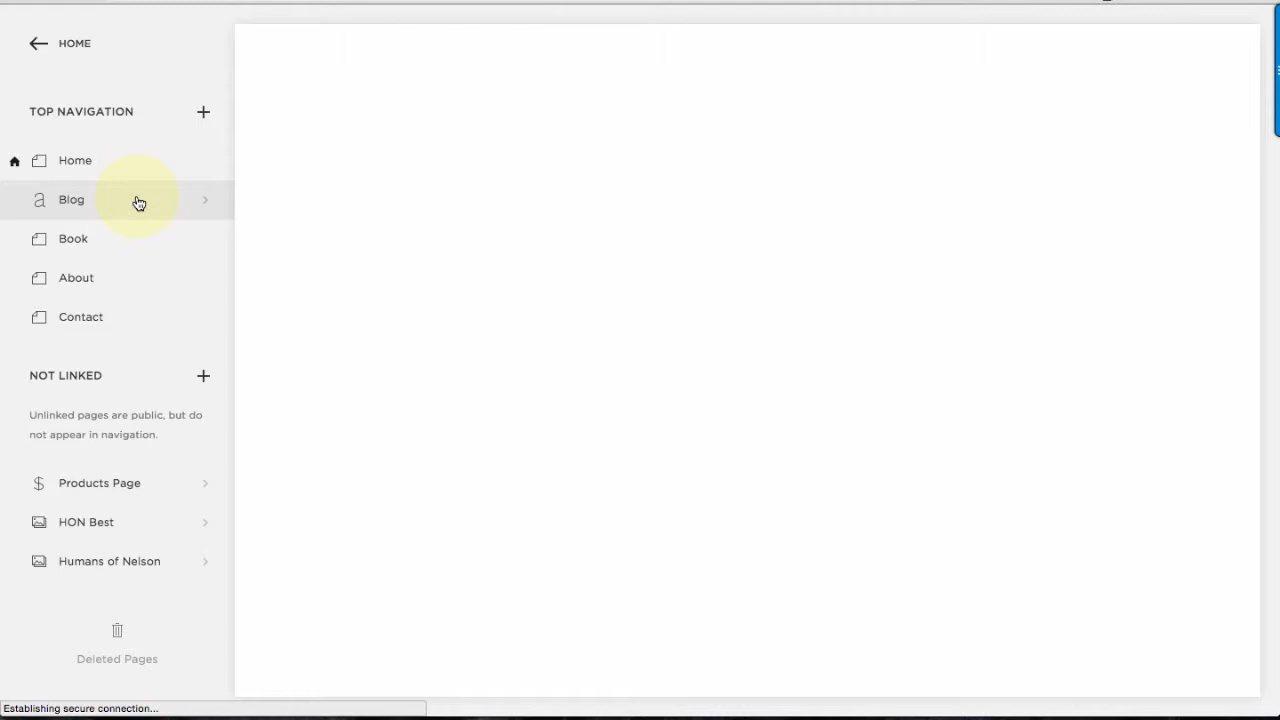 HOME
TOP NAVIGATION
Home
Blog
Book
About
Contact
NOT LINKED
Unlinked pages are public, but do
not appear in navigation.
Products Page
HON Best
Humans of Nelson
Deleted Pages
Establishing secure connection...